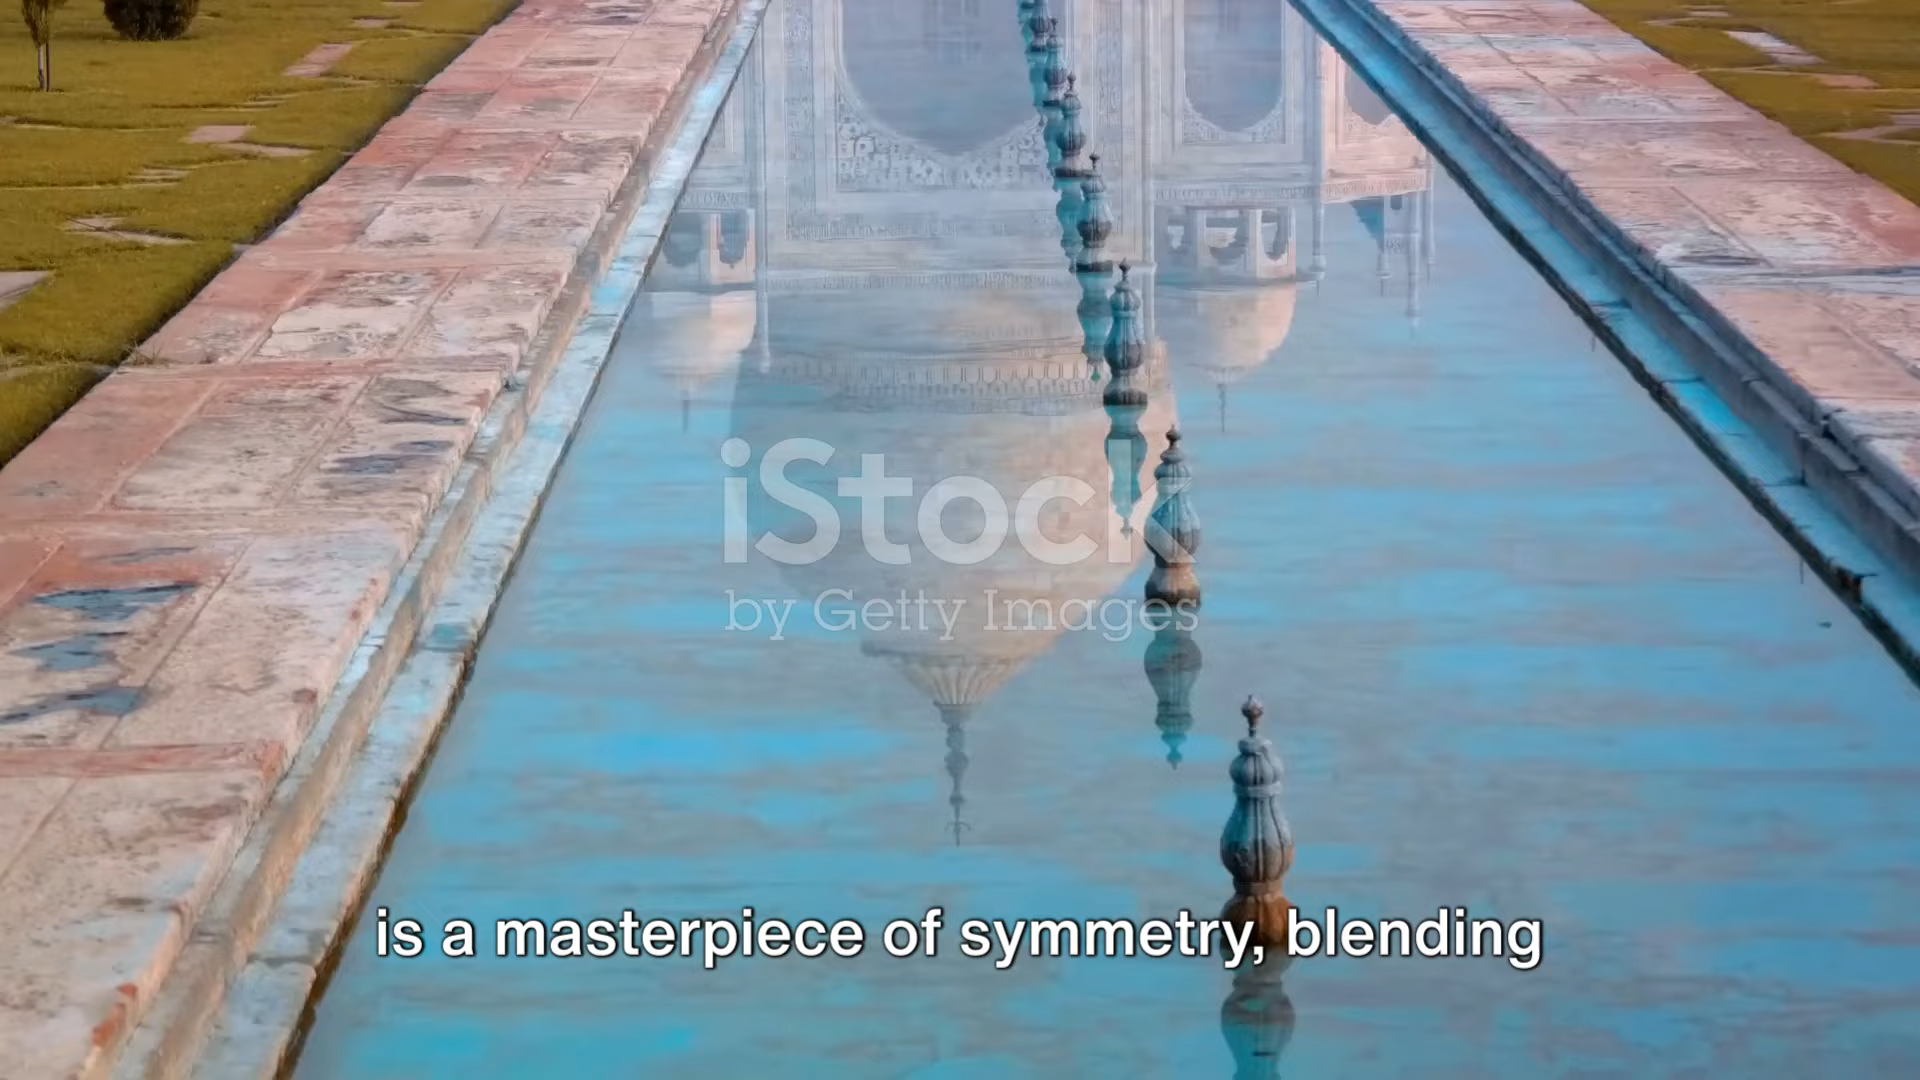 iStock
by Getty Images
is a masterpiece of symmetry, blending